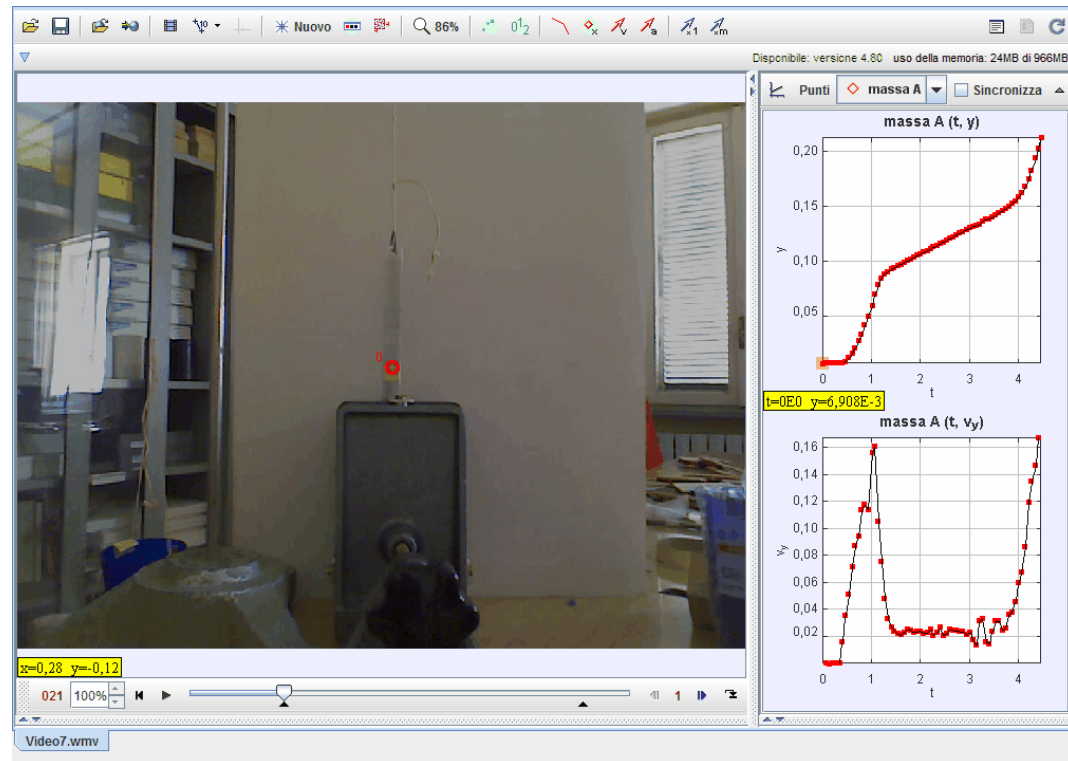 Nuovo 86%
Disponibile: versione 4.80 uso della memoria: 24MB di 966MB
Punti massa A Sincronizza
massa A (t, y)
0,20
0,15
y
0,10
0,05
0 1 2 3 4
t
t=0E0 y=6,908E-3
massa A (t, vy)
0,16
0,14
0,12
0,10
vy
0,08
0,06
0,04
0,02
0 1 2 3 4
t
0
x=0,28 y=-0,12
021 100% 1
Video7.wmv